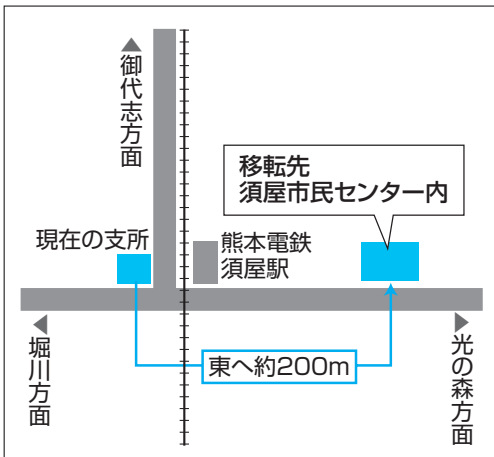 御代志方面
移転先
須屋市民センター内
現在の支所
熊本電鉄
須屋駅
堀川方面
東へ約200m
光の森方面